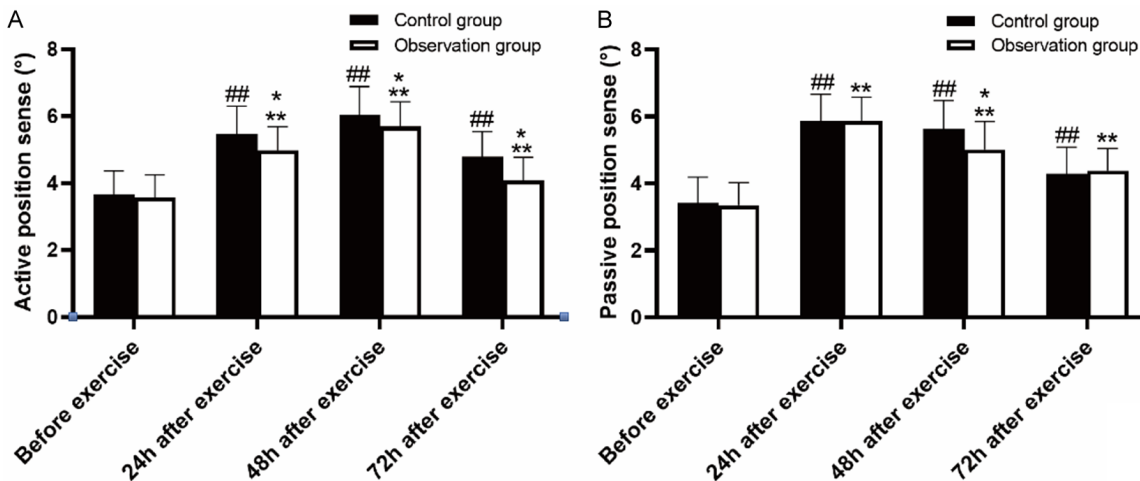 A
Control group
Observation group
Active position sense (°)
8
6
4
2
0
##
*
**
##
*
**
##
*
**
Before exercise
24h after exercise
48h after exercise
72h after exercise
B
Control group
Observation group
Passive position sense (°)
8
6
4
2
0
##
**
##
*
**
##
**
Before exercise
24h after exercise
48h after exercise
72h after exercise